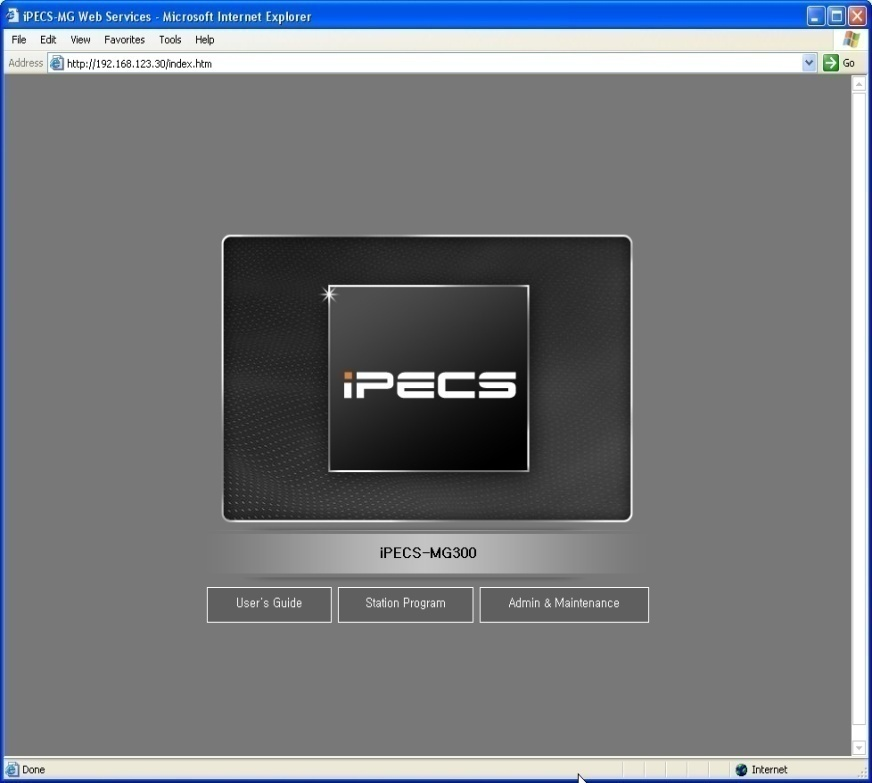 iPECS-MG Web Services - Microsoft Internet Explorer
File Edit View Favorites Tools Help
Address http://192.168.123.30/index.htm Go
iPECS
iPECS-MG300
User's Guide Station Program Admin & Maintenance
Done Internet